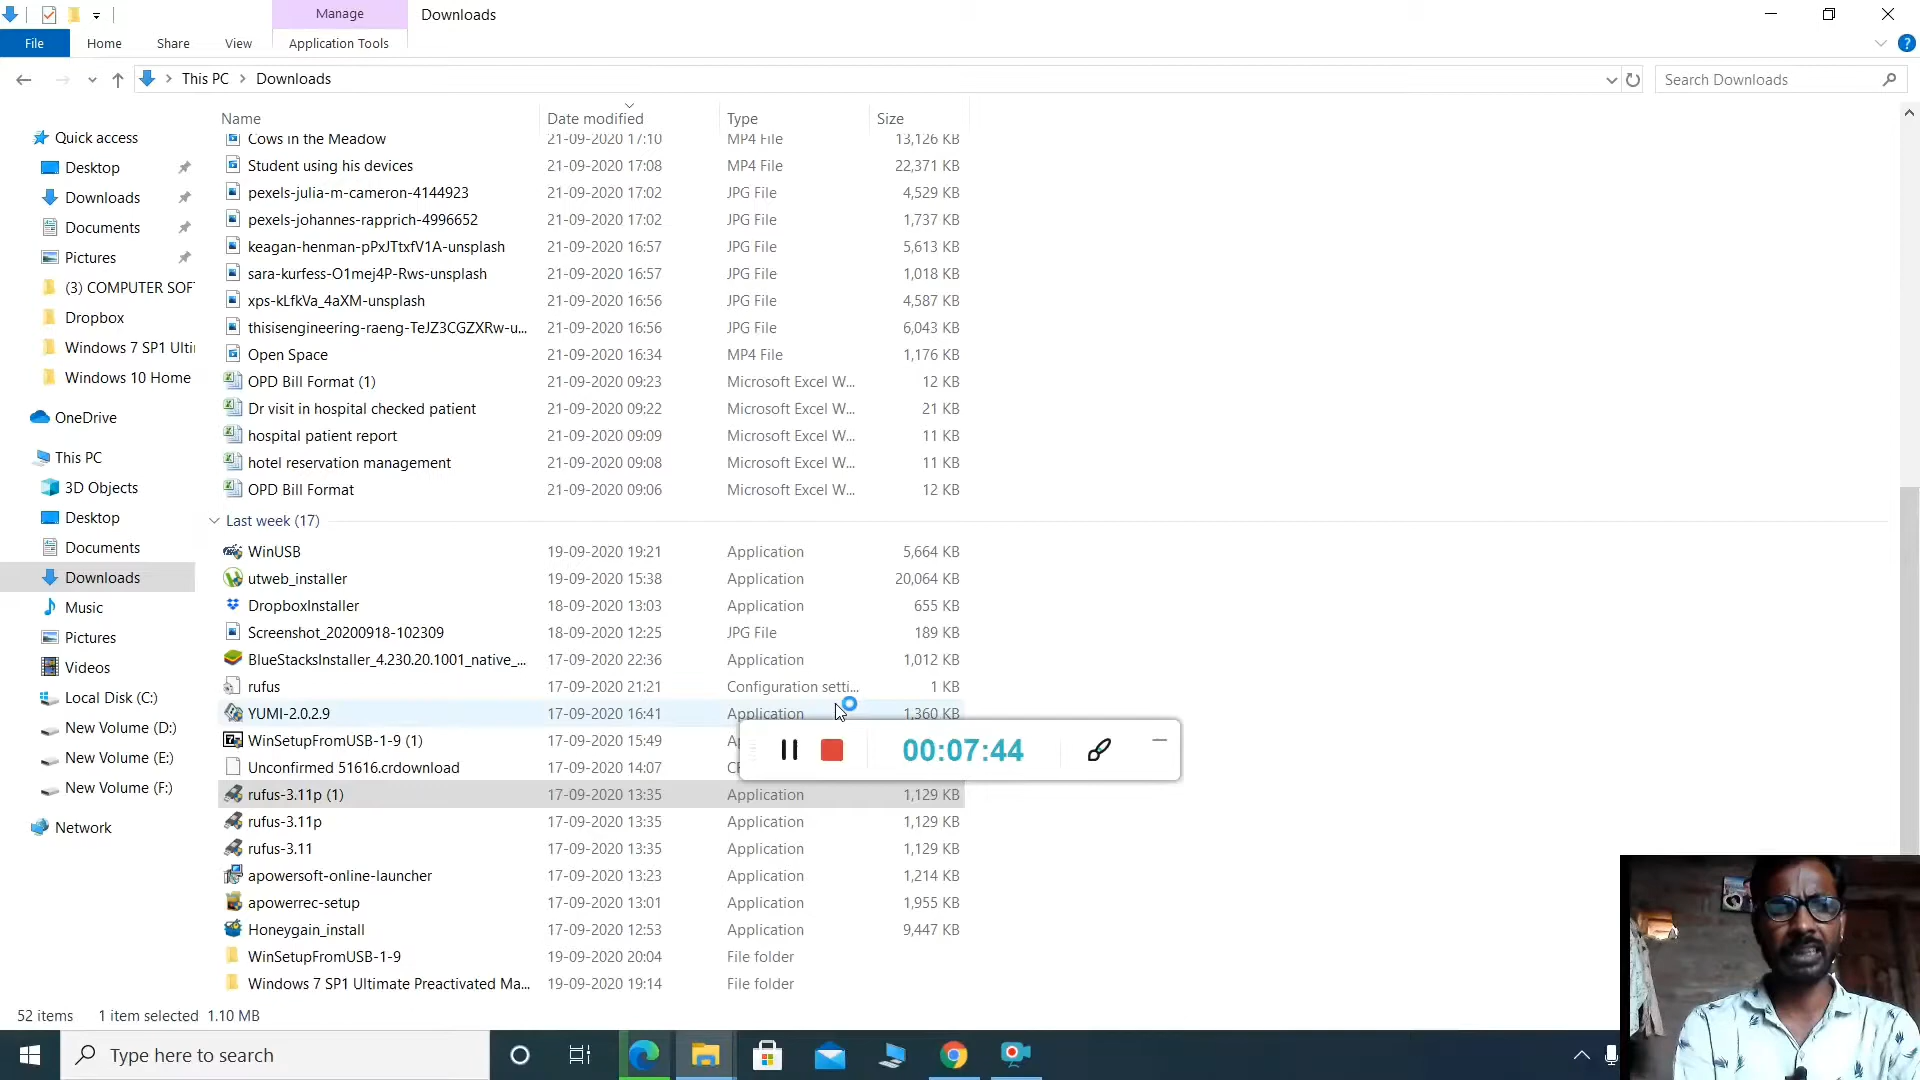 Manage
Downloads
File
Home
Share
View
Application Tools
This PC
Downloads
Search Downloads
Name
Date modified
Type
Size
Quick access
Desktop
Downloads
Documents
Pictures
(3) COMPUTER SOF
Dropbox
Windows 7 SP1 Ulti
Windows 10 Home
OneDrive
This PC
3D Objects
Desktop
Documents
Downloads
Music
Pictures
Videos
Local Disk (C:)
New Volume (D:)
New Volume (E:)
New Volume (F:)
Network
Cows in the Meadow 21-09-2020 17:10 MP4 File 13,126 KB
Student using his devices 21-09-2020 17:08 MP4 File 22,371 KB
pexels-julia-m-cameron-4144923 21-09-2020 17:02 JPG File 4,529 KB
pexels-johannes-rapprich-4996652 21-09-2020 17:02 JPG File 1,737 KB
keagan-henman-pPxJTtxfV1A-unsplash 21-09-2020 16:57 JPG File 5,613 KB
sara-kurfess-O1mej4P-Rws-unsplash 21-09-2020 16:57 JPG File 1,018 KB
xps-kLfkVa_4aXM-unsplash 21-09-2020 16:56 JPG File 4,587 KB
thisisengineering-raeng-TeJZ3CGZXRw-u... 21-09-2020 16:56 JPG File 6,043 KB
Open Space 21-09-2020 16:34 MP4 File 1,176 KB
OPD Bill Format (1) 21-09-2020 09:23 Microsoft Excel W... 12 KB
Dr visit in hospital checked patient 21-09-2020 09:22 Microsoft Excel W... 21 KB
hospital patient report 21-09-2020 09:09 Microsoft Excel W... 11 KB
hotel reservation management 21-09-2020 09:08 Microsoft Excel W... 11 KB
OPD Bill Format 21-09-2020 09:06 Microsoft Excel W... 12 KB
Last week (17)
WinUSB 19-09-2020 19:21 Application 5,664 KB
utweb_installer 19-09-2020 15:38 Application 20,064 KB
DropboxInstaller 18-09-2020 13:03 Application 655 KB
Screenshot_20200918-102309 18-09-2020 12:25 JPG File 189 KB
BlueStacksInstaller_4.230.20.1001_native_... 17-09-2020 22:36 Application 1,012 KB
rufus 17-09-2020 21:21 Configuration setti... 1 KB
YUMI-2.0.2.9 17-09-2020 16:41 Application 1,360 KB
WinSetupFromUSB-1-9 (1) 17-09-2020 15:49
Unconfirmed 51616.crdownload 17-09-2020 14:07
00:07:44
rufus-3.11p (1) 17-09-2020 13:35 Application 1,129 KB
rufus-3.11p 17-09-2020 13:35 Application 1,129 KB
rufus-3.11 17-09-2020 13:35 Application 1,129 KB
apowersoft-online-launcher 17-09-2020 13:23 Application 1,214 KB
apowerrec-setup 17-09-2020 13:01 Application 1,955 KB
Honeygain_install 17-09-2020 12:53 Application 9,447 KB
WinSetupFromUSB-1-9 19-09-2020 20:04 File folder
Windows 7 SP1 Ultimate Preactivated Ma... 19-09-2020 19:14 File folder
52 items 1 item selected 1.10 MB
Type here to search